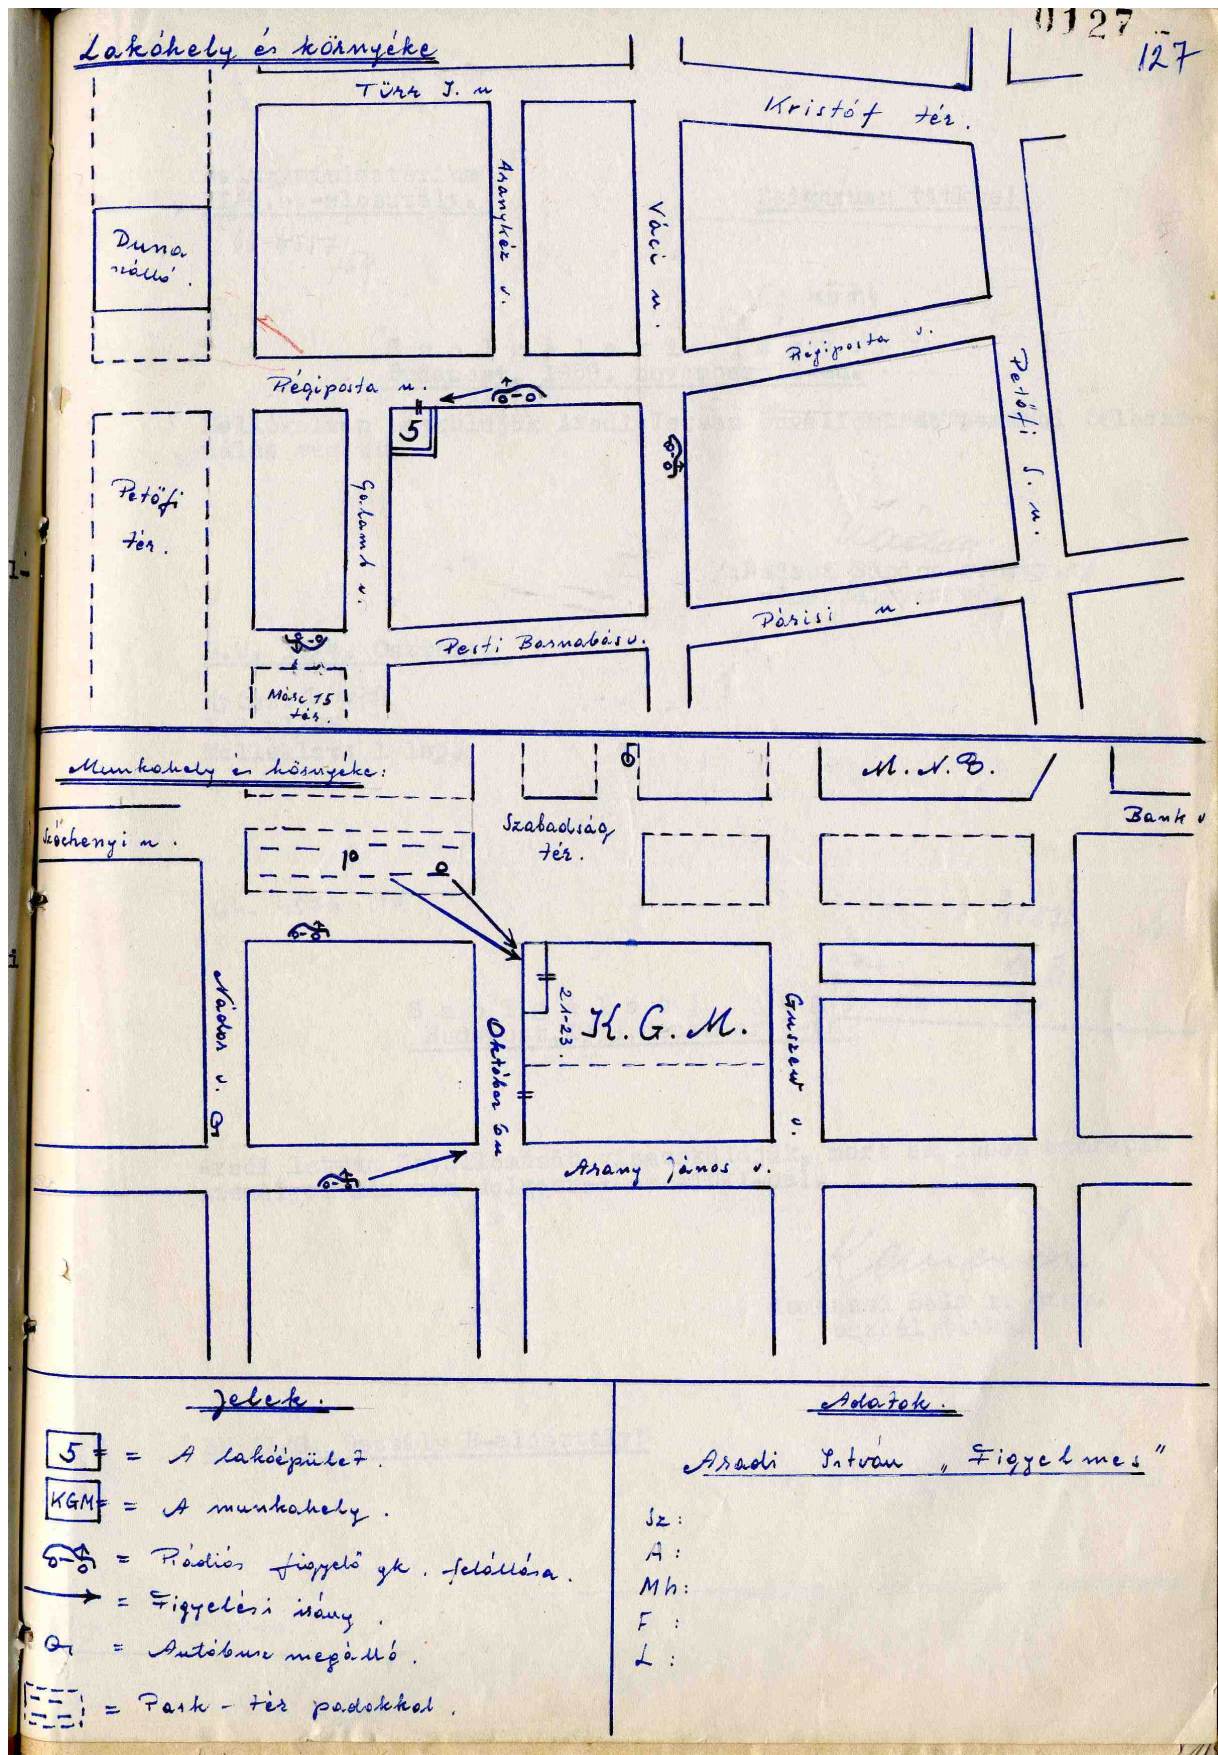 0127
127
Lakóhely és környéke
Türr I. u
Kristóf tér.
Aranykéz u.
Váci u.
Duna
szálló.
Régiposta u.
Régiposta u.
Petőfi S. u.
5
Petőfi
tér.
Galamb u.
Pesti Barnabás u.
Párisi u.
Márc 15
tér.
Munkahely és környéke:
M. N. B.
Szabadság
tér.
Bank u
Széchenyi u.
Nádor u.
Október 6 u
21-23.
K. G. M.
Guszev u.
Arany János u.
Jelek.
5 = A lakóépület.
KGM = A munkahely.
= Rádiós figyelő gk. felállása.
= Figyelési irány.
= Autóbusz megálló.
= Park - tér padokkal.
Adatok.
Aradi István „Figyelmes”
Sz:
A:
Mh:
F:
L: